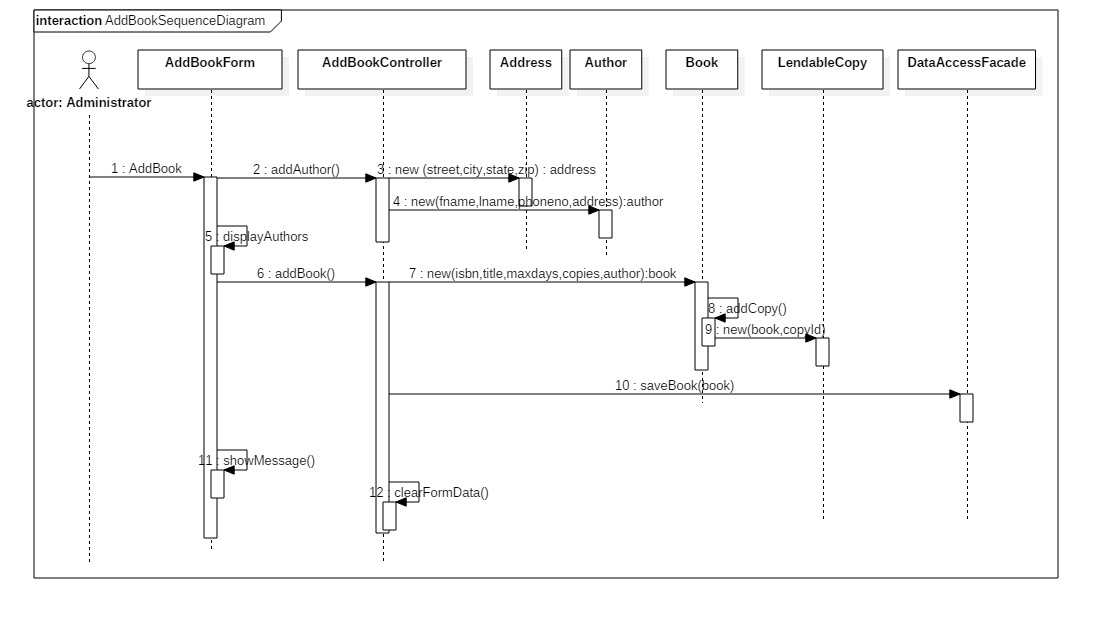 interaction AddBookSequenceDiagram
AddBookForm
AddBookController
Address
Author
Book
LendableCopy
DataAccessFacade
actor: Administrator
1 : AddBook
2 : addAuthor()
3 : new (street,city,state,zip) : address
4 : new(fname,lname,phoneno,address):author
5 : displayAuthors
6 : addBook()
7 : new(isbn,title,maxdays,copies,author):book
8 : addCopy()
9 : new(book,copyId)
10 : saveBook(book)
11 : showMessage()
12 : clearFormData()